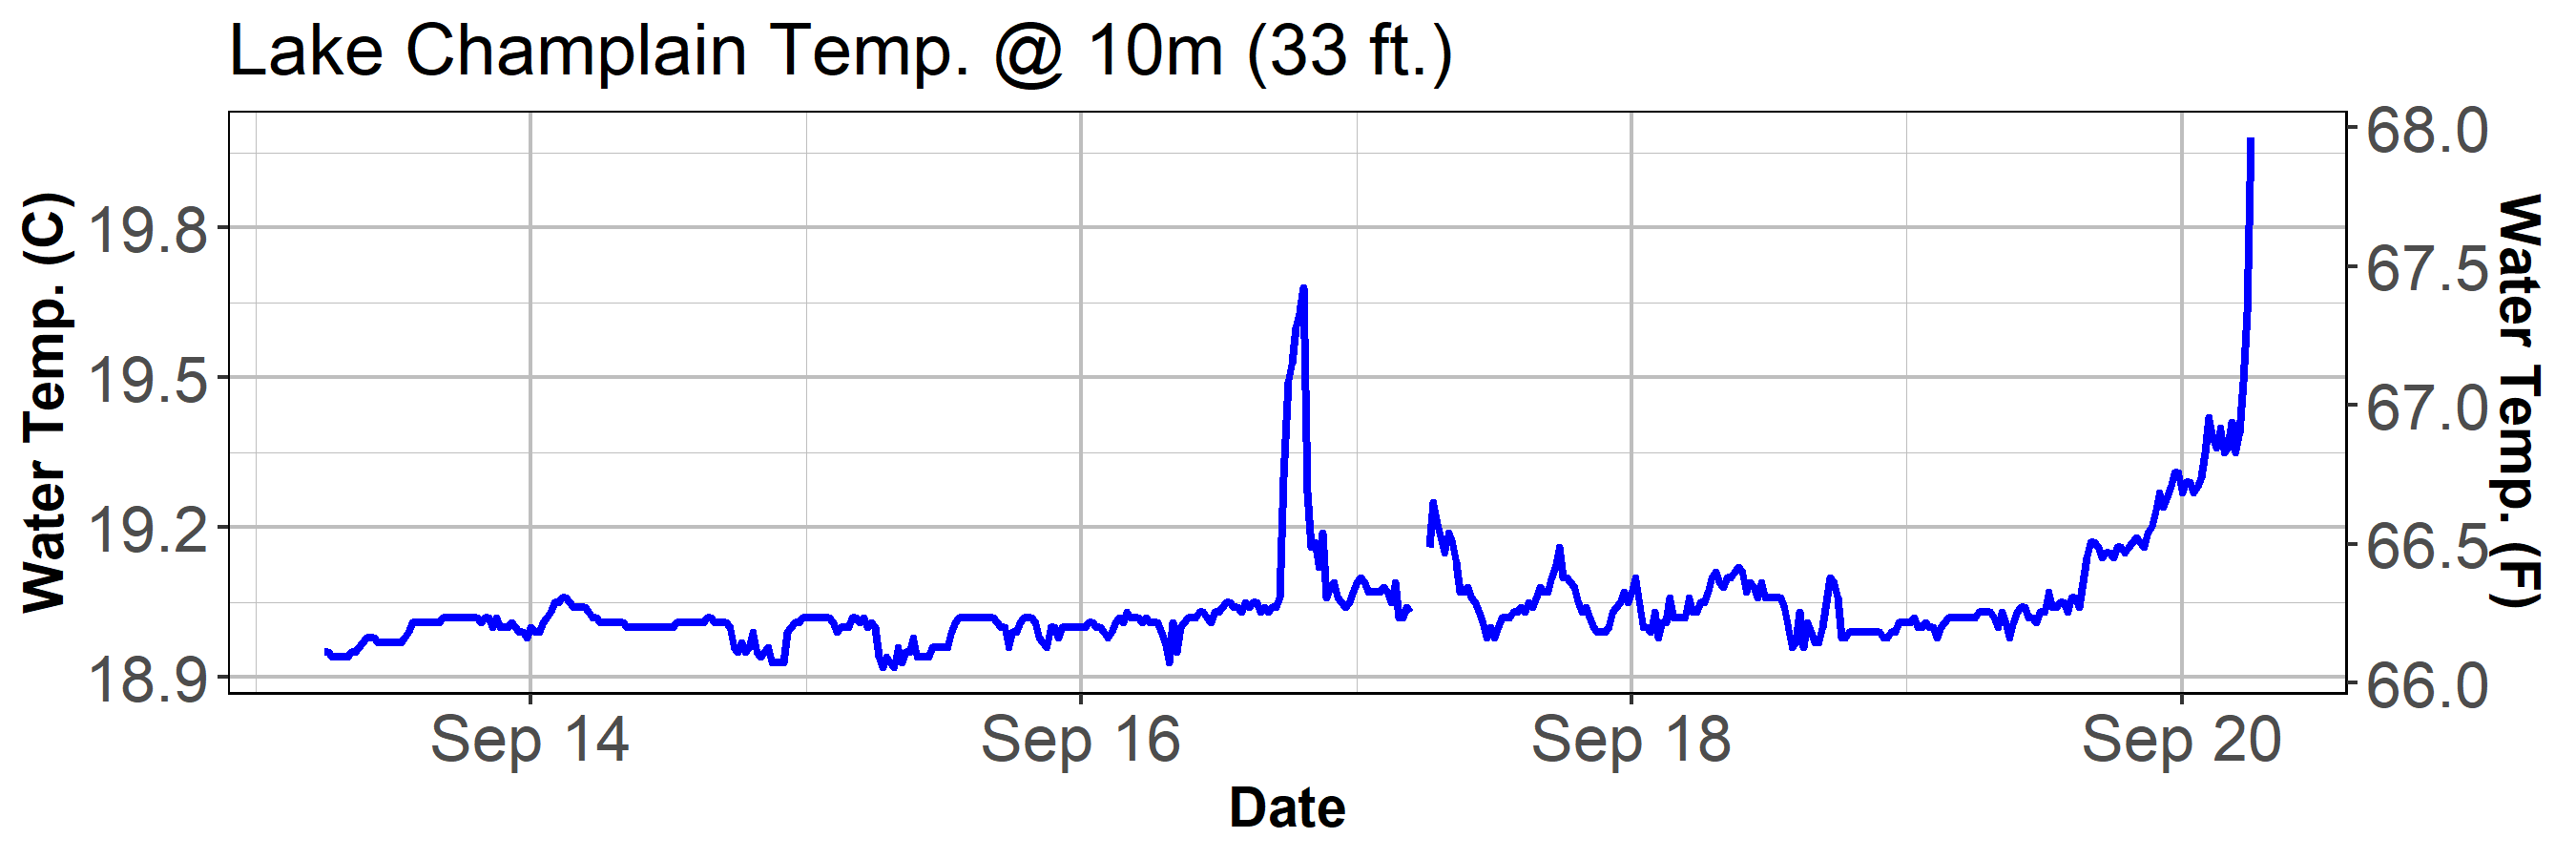 Lake Champlain Temp. @ 10m (33 ft.)
Water Temp. (C)
19.8
19.5
19.2
18.9
68.0
67.5
67.0
66.5
66.0
Water Temp. (F)
Sep 14
Sep 16
Sep 18
Sep 20
Date